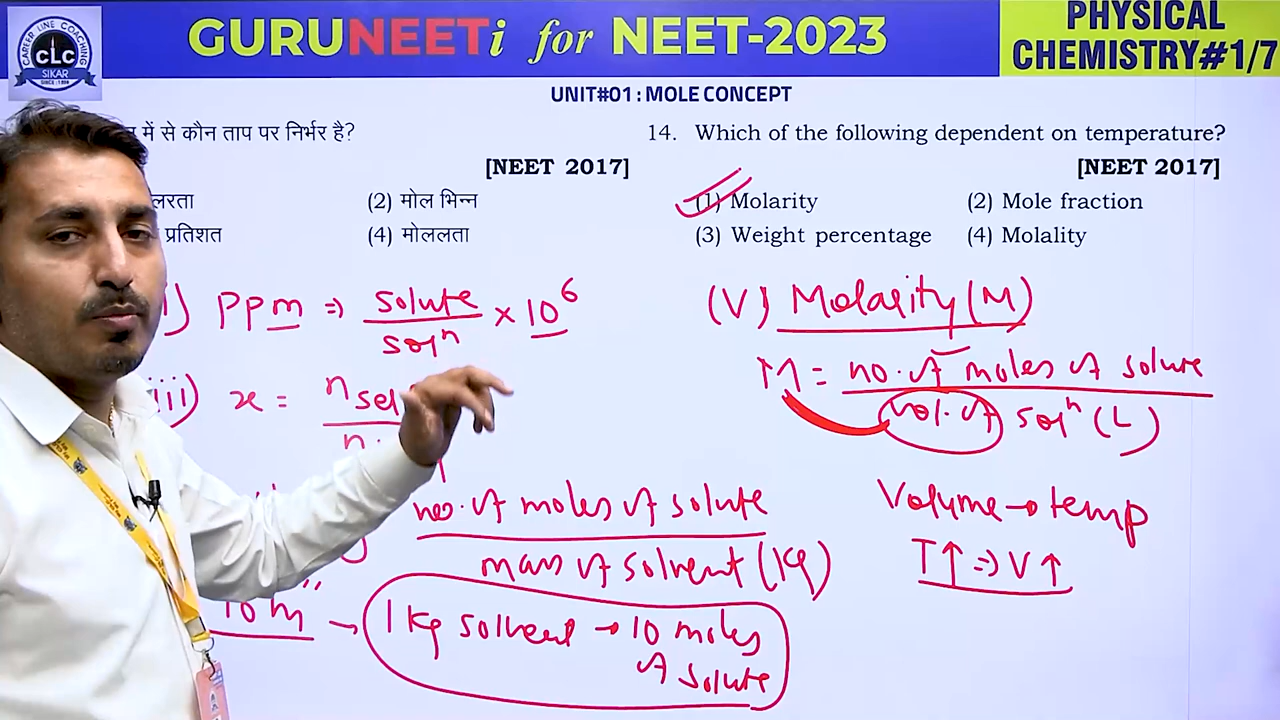 GURUNEETi for NEET-2023
PHYSICAL
CHEMISTRY#1/7
CAREER LINE COACHING
CLC
SIKAR
SINCE : 1996
UNIT#01 : MOLE CONCEPT
में से कौन ताप पर निर्भर है?
[NEET 2017]
(2) मोल भिन्न
प्रतिशत
(4) मोललता
14. Which of the following dependent on temperature?
[NEET 2017]
(1) Molarity
(2) Mole fraction
(3) Weight percentage
(4) Molality
ppm ⇒ solute / solⁿ × 10⁶
iii) x =
no. of moles of solute
mass of solvent (Kg)
10 m → 1 Kg solvent → 10 moles
of solute
(V) Molarity (M)
M = no. of moles of solute
vol. of solⁿ (L)
Volume → temp
T↑ ⇒ V↑